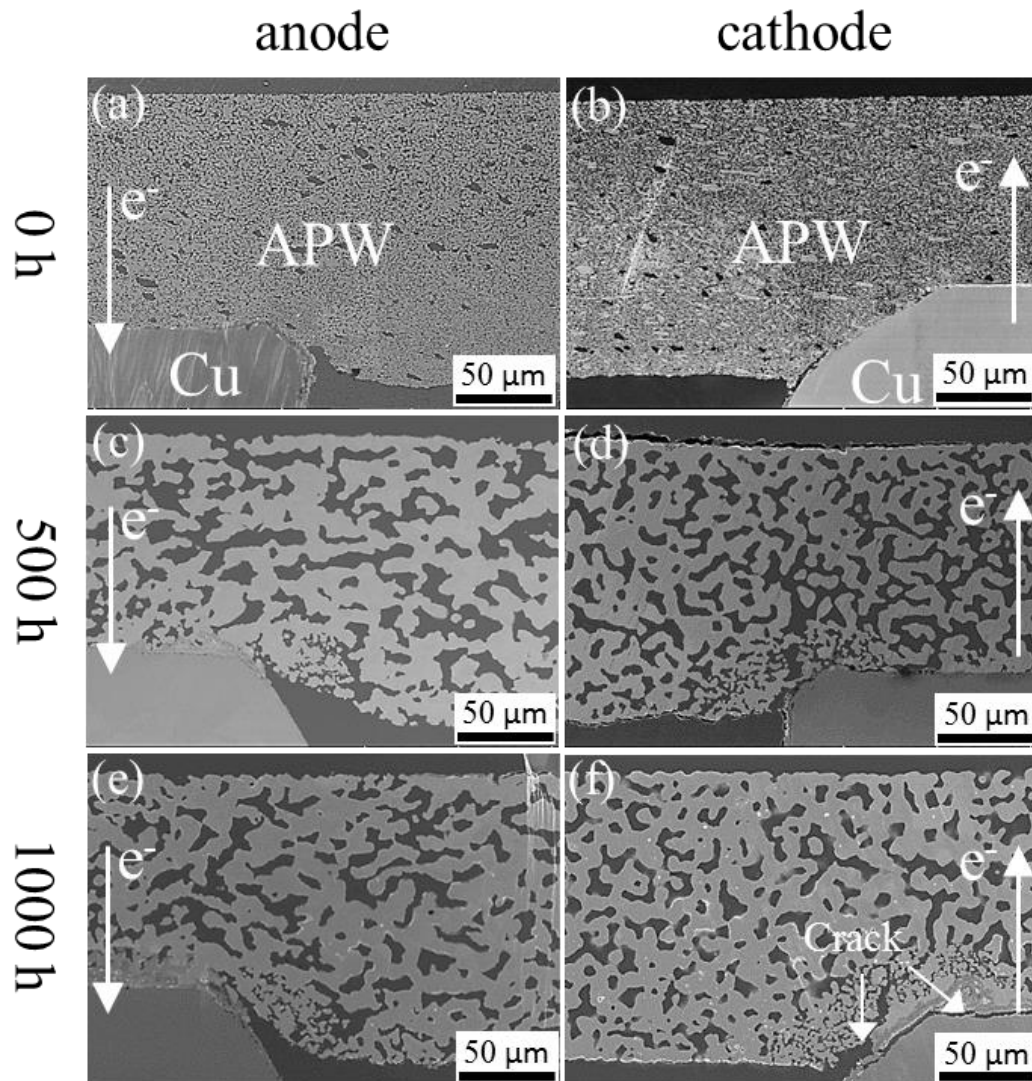 anode cathode
0 h
(a)
e⁻
APW
Cu
50 µm
(b)
e⁻
APW
Cu
50 µm
500 h
(c)
e⁻
50 µm
(d)
e⁻
50 µm
1000 h
(e)
e⁻
50 µm
(f)
e⁻
Crack
50 µm